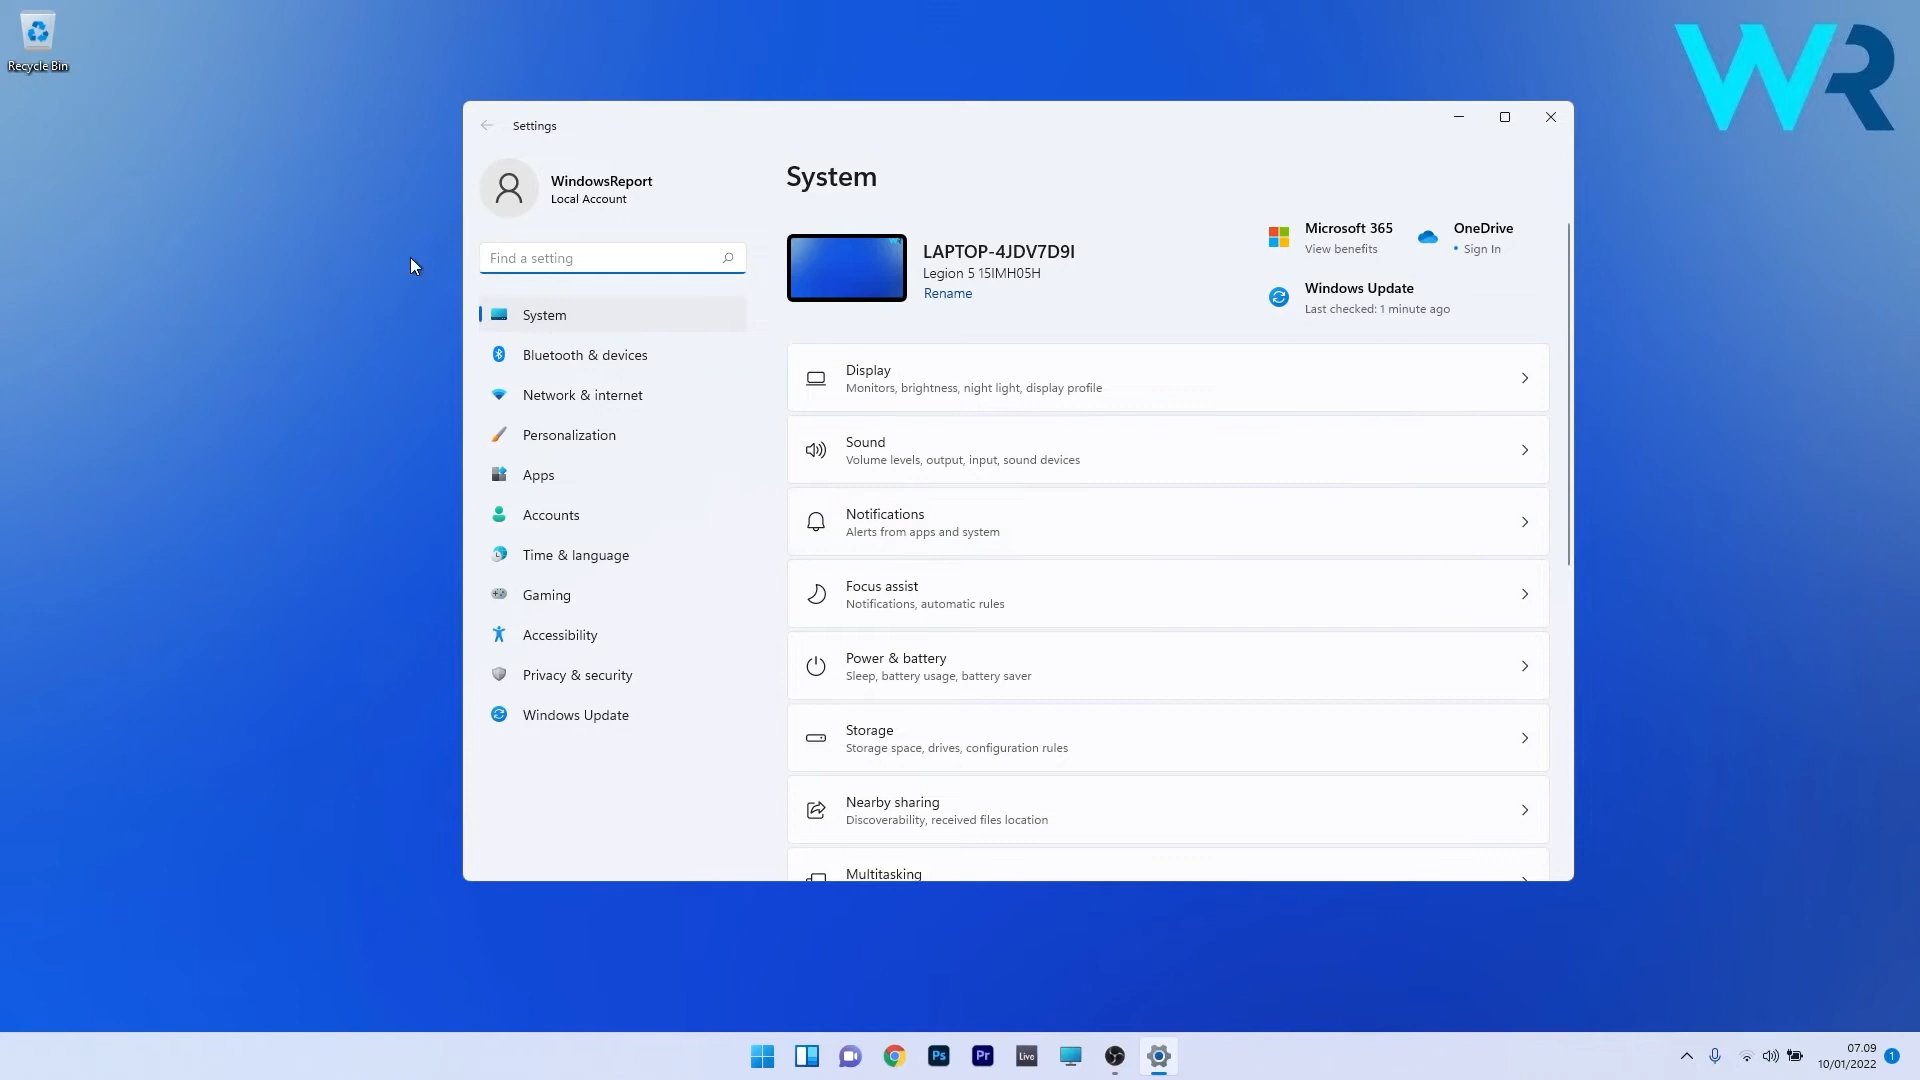 Recycle Bin
WR
Settings
WindowsReport
Local Account
Find a setting
System
Bluetooth & devices
Network & internet
Personalization
Apps
Accounts
Time & language
Gaming
Accessibility
Privacy & security
Windows Update
System
LAPTOP-4JDV7D9I
Legion 5 15IMH05H
Rename
Microsoft 365
View benefits
OneDrive
• Sign In
Windows Update
Last checked: 1 minute ago
Display
Monitors, brightness, night light, display profile
Sound
Volume levels, output, input, sound devices
Notifications
Alerts from apps and system
Focus assist
Notifications, automatic rules
Power & battery
Sleep, battery usage, battery saver
Storage
Storage space, drives, configuration rules
Nearby sharing
Discoverability, received files location
Multitasking
Ps
Pr
Live
07.09
10/01/2022
1